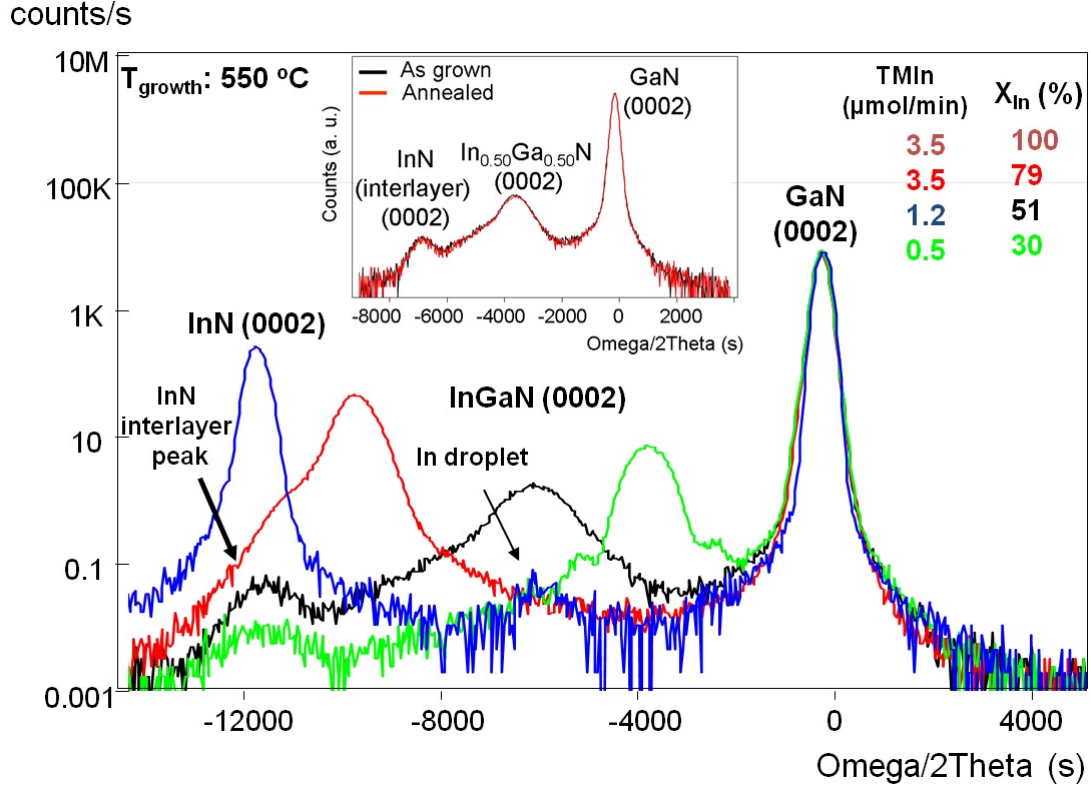 counts/s
10M
100K
1K
10
0.1
0.001
T_growth: 550 °C
As grown
Annealed
GaN
(0002)
In0.50Ga0.50N
(0002)
InN
(interlayer)
(0002)
Counts (a. u.)
-8000 -6000 -4000 -2000 0 2000
Omega/2Theta (s)
TMIn
(µmol/min)
XIn (%)
3.5 100
3.5 79
1.2 51
0.5 30
GaN
(0002)
InN (0002)
InN
interlayer
peak
InGaN (0002)
In droplet
-12000 -8000 -4000 0 4000
Omega/2Theta (s)